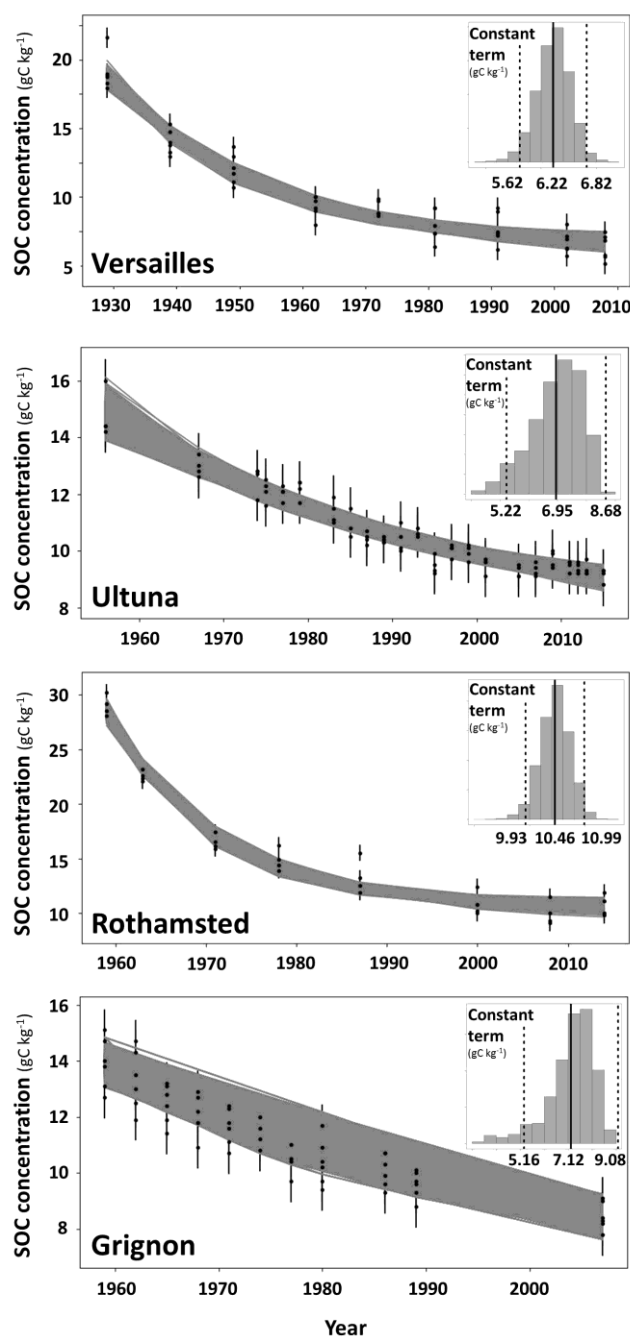 SOC concentration (gC kg⁻¹)
20
15
10
5
Versailles
Constant
term
(gC kg⁻¹)
5.62 6.22 6.82
1930 1940 1950 1960 1970 1980 1990 2000 2010
SOC concentration (gC kg⁻¹)
16
14
12
10
8
Ultuna
Constant
term
(gC kg⁻¹)
5.22 6.95 8.68
1960 1970 1980 1990 2000 2010
SOC concentration (gC kg⁻¹)
30
25
20
15
10
Rothamsted
Constant
term
(gC kg⁻¹)
9.93 10.46 10.99
1960 1970 1980 1990 2000 2010
SOC concentration (gC kg⁻¹)
16
14
12
10
8
Grignon
Constant
term
(gC kg⁻¹)
5.16 7.12 9.08
1960 1970 1980 1990 2000
Year